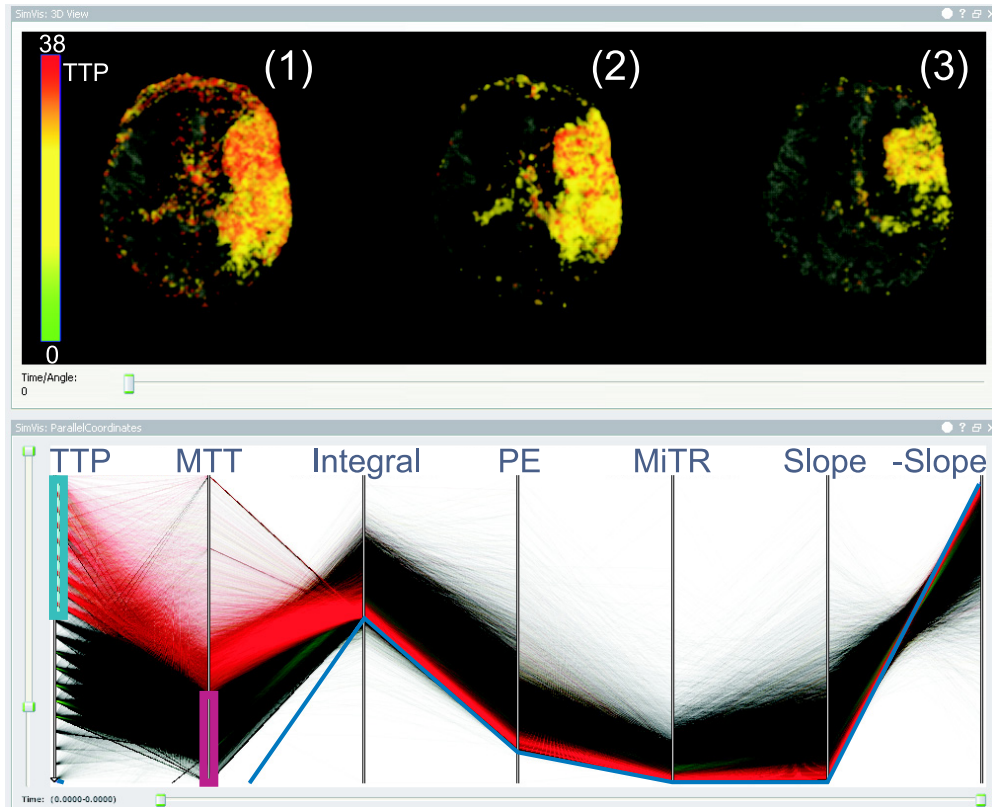 SimVis: 3D View
38
TTP
(1)
(2)
(3)
0
Time/Angle:
0
SimVis: ParallelCoordinates
TTP MTT Integral PE MiTR Slope -Slope
Time: (0.0000-0.0000)